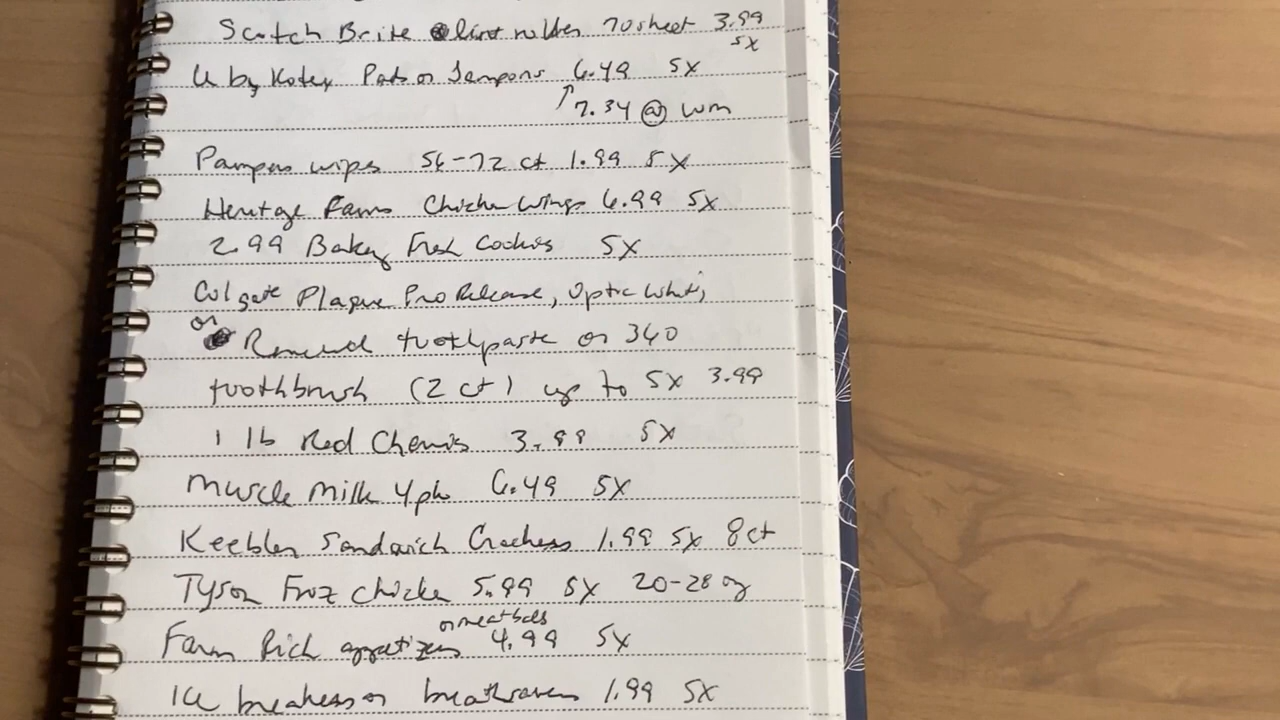 Scotch Brite lint roller 70 sheet 3.99
5X
U by Kotex Pads or Tampons 6.49 5X
7.34 @ wm
Pampers wipes 56-72 ct 1.99 5X
Heritage Farms Chicken Wings 6.99 5X
2.99 Bakery Fresh Cookies 5X
Colgate Plaque Pro Release, Optic White,
or
Renewal toothpaste or 360
toothbrush (2 ct) up to 5X 3.99
1 lb Red Cherries 3.99 5X
Muscle Milk 4pk 6.49 5X
Keebler Sandwich Crackers 1.99 5X 8ct
Tyson Froz chicken 5.99 5X 20-28 oz
or meatballs
Farm Rich appetizers 4.99 5X
Ice breakers or breathsavers 1.99 5X